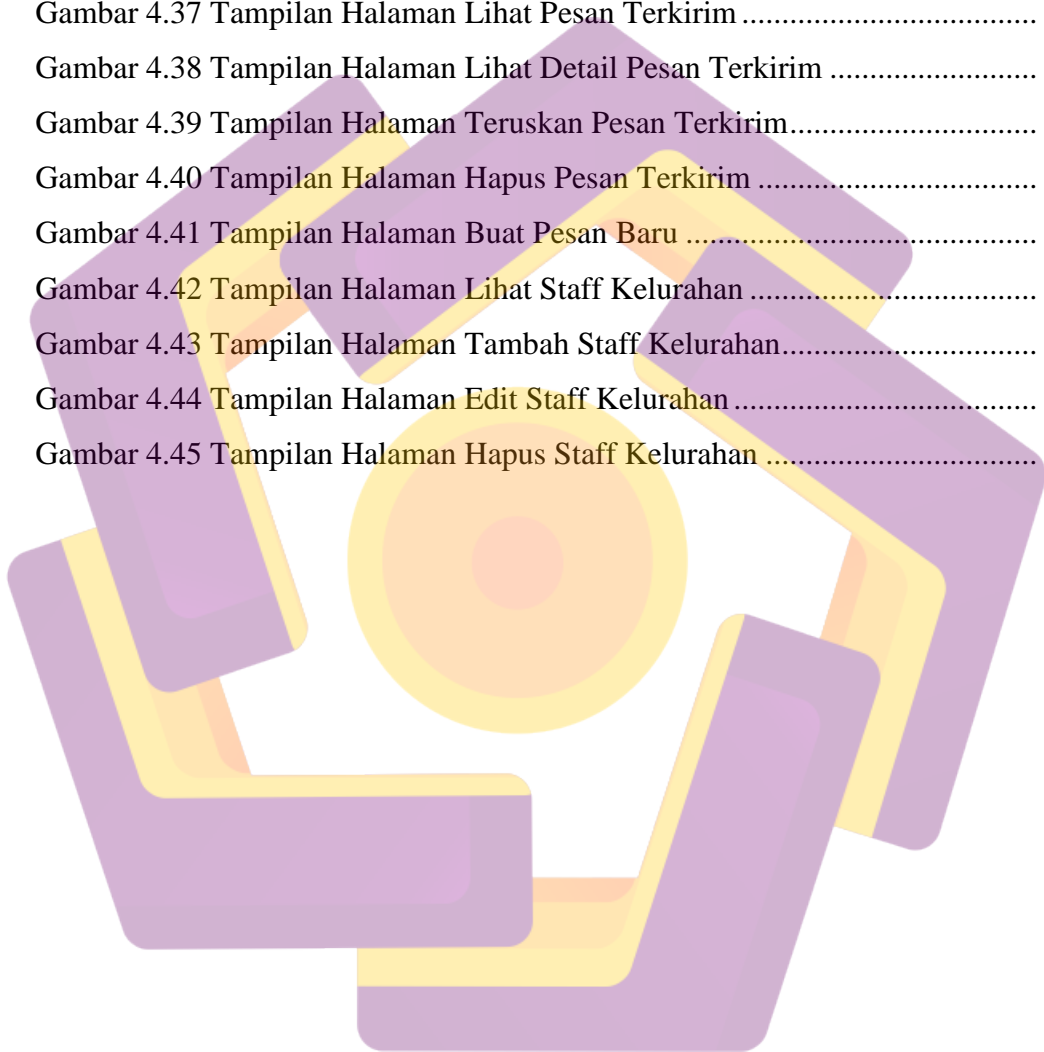 Gambar 4.37 Tampilan Halaman Lihat Pesan Terkirim ....................................
Gambar 4.38 Tampilan Halaman Lihat Detail Pesan Terkirim .........................
Gambar 4.39 Tampilan Halaman Teruskan Pesan Terkirim..............................
Gambar 4.40 Tampilan Halaman Hapus Pesan Terkirim ..................................
Gambar 4.41 Tampilan Halaman Buat Pesan Baru ...........................................
Gambar 4.42 Tampilan Halaman Lihat Staff Kelurahan ...................................
Gambar 4.43 Tampilan Halaman Tambah Staff Kelurahan...............................
Gambar 4.44 Tampilan Halaman Edit Staff Kelurahan.....................................
Gambar 4.45 Tampilan Halaman Hapus Staff Kelurahan .................................